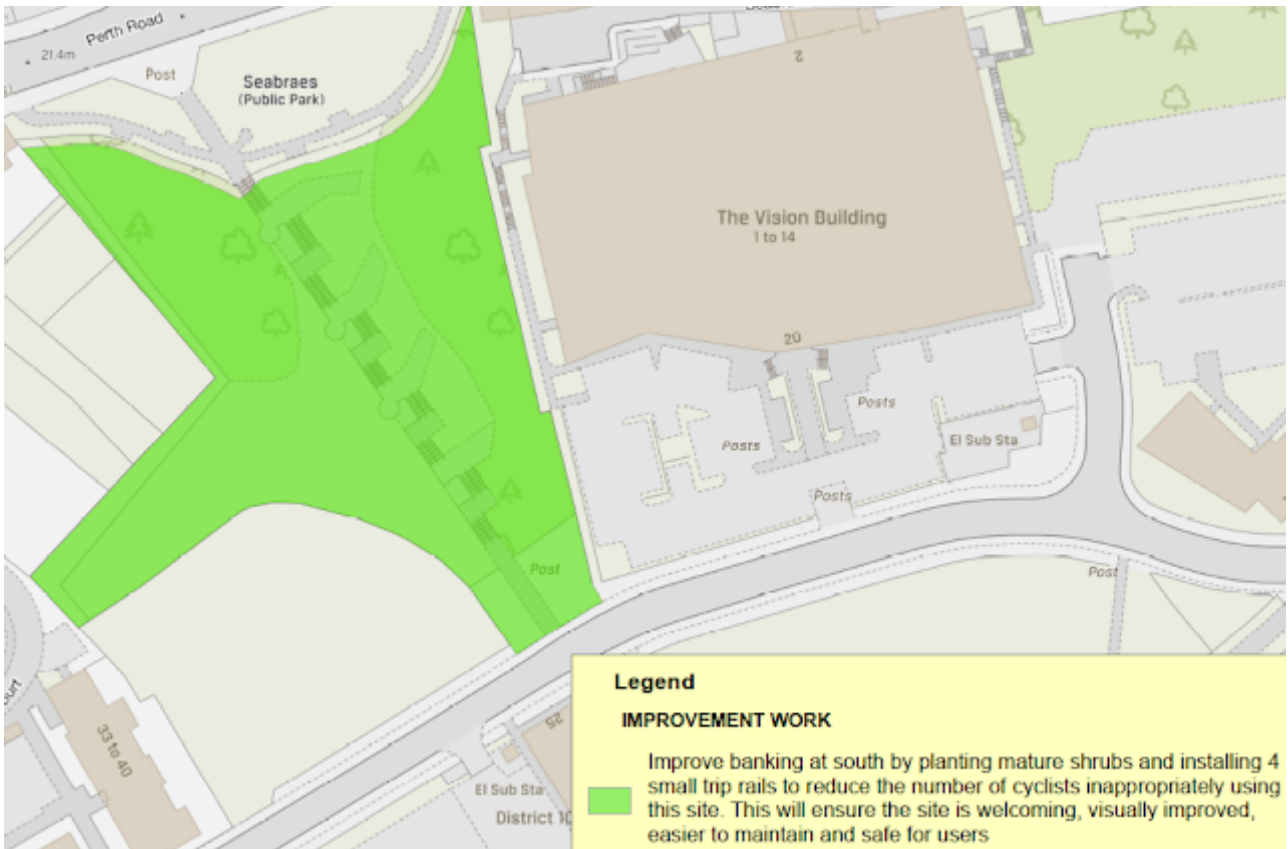 Perth Road
21.4m
Post
Seabraes
(Public Park)
2
The Vision Building
1 to 14
20
Posts
Posts
El Sub Sta
Posts
Post
Post
33 to 40
25
El Sub Sta
District 10
Legend
IMPROVEMENT WORK
Improve banking at south by planting mature shrubs and installing 4
small trip rails to reduce the number of cyclists inappropriately using
this site. This will ensure the site is welcoming, visually improved,
easier to maintain and safe for users